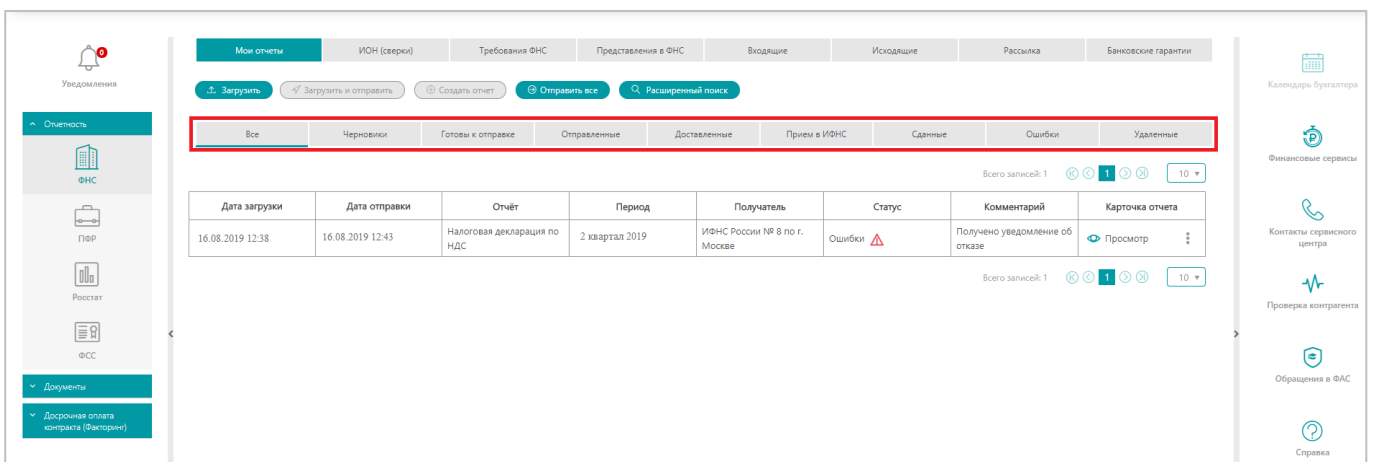 0
Уведомления
Отчетность
ФНС
ПФР
Росстат
ФСС
Документы
Досрочная оплата
контракта (Факторинг)
Мои отчеты ИОН (сверки) Требования ФНС Представления в ФНС Входящие Исходящие Рассылка Банковские гарантии
Загрузить Загрузить и отправить Создать отчет Отправить все Расширенный поиск
Все Черновики Готовы к отправке Отправленные Доставленные Прием в ИФНС Сданные Ошибки Удаленные
Всего записей: 1 1 10
Дата загрузки Дата отправки Отчёт Период Получатель Статус Комментарий Карточка отчета
16.08.2019 12:38 16.08.2019 12:43 Налоговая декларация по 2 квартал 2019 ИФНС России № 8 по г. Ошибки Получено уведомление об Просмотр
НДС Москве отказе
Всего записей: 1 1 10
Календарь бухгалтера
Финансовые сервисы
Контакты сервисного
центра
Проверка контрагента
Обращения в ФАС
Справка